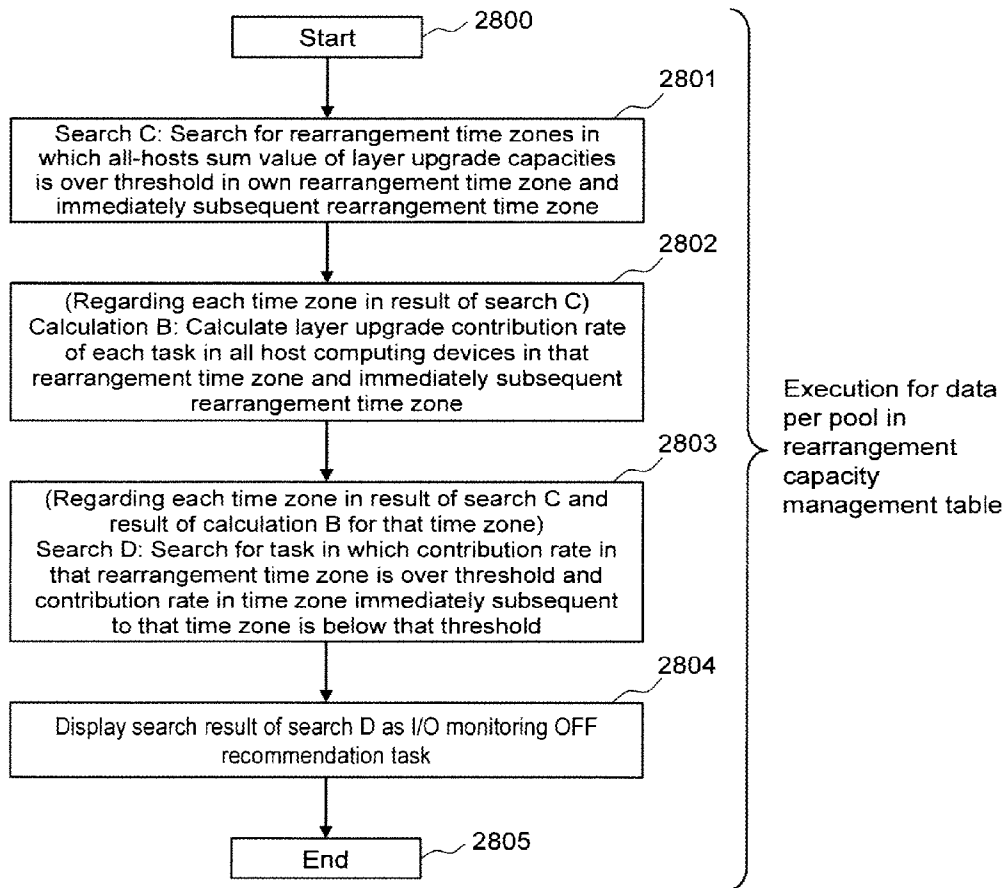 Start
2800
2801
Search C: Search for rearrangement time zones in
which all-hosts sum value of layer upgrade capacities
is over threshold in own rearrangement time zone and
immediately subsequent rearrangement time zone
2802
(Regarding each time zone in result of search C)
Calculation B: Calculate layer upgrade contribution rate
of each task in all host computing devices in that
rearrangement time zone and immediately subsequent
rearrangement time zone
2803
(Regarding each time zone in result of search C and
result of calculation B for that time zone)
Search D: Search for task in which contribution rate in
that rearrangement time zone is over threshold and
contribution rate in time zone immediately subsequent
to that time zone is below that threshold
2804
Display search result of search D as I/O monitoring OFF
recommendation task
End
2805
Execution for data
per pool in
rearrangement
capacity
management table